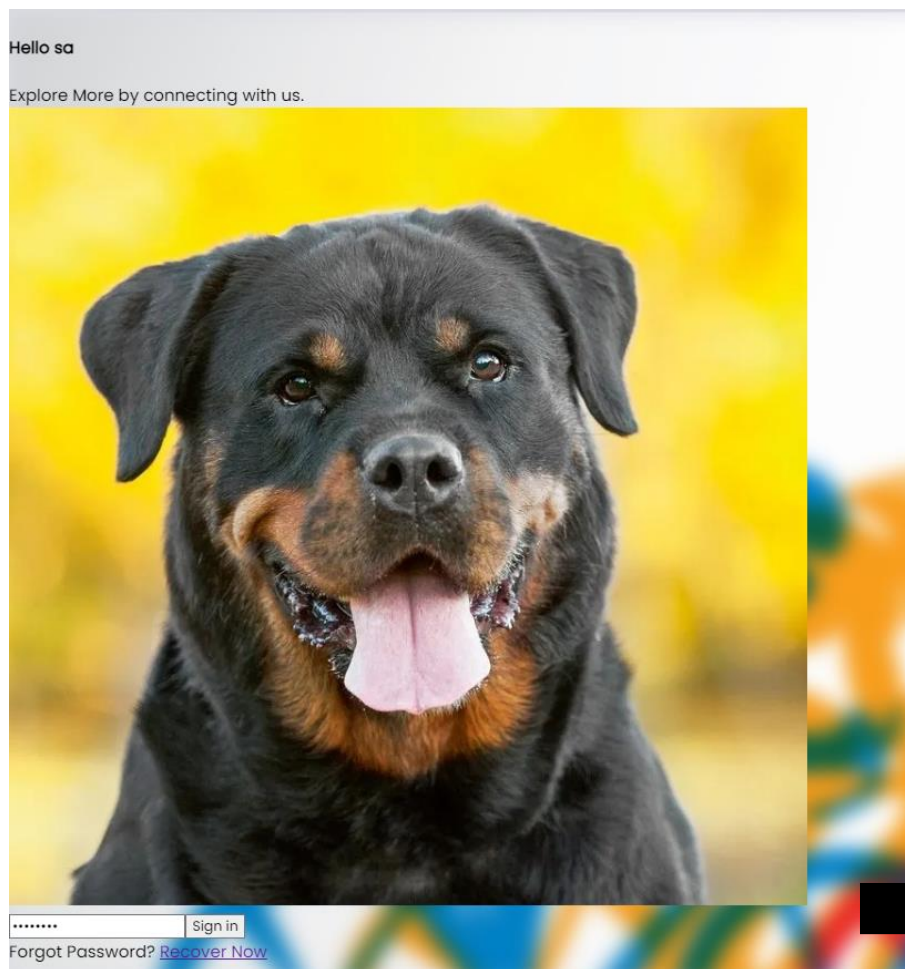 Hello sa
Explore More by connecting with us.
•••••••• Sign in
Forgot Password? Recover Now